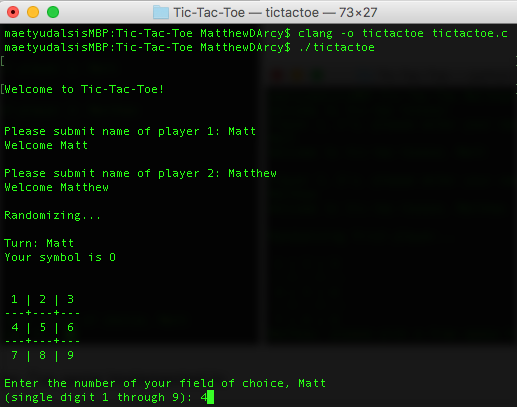 Tic-Tac-Toe — tictactoe — 73×27
maetyudalsisMBP:Tic-Tac-Toe MatthewDArcy$ clang -o tictactoe tictactoe.c
maetyudalsisMBP:Tic-Tac-Toe MatthewDArcy$ ./tictactoe
Welcome to Tic-Tac-Toe!
Please submit name of player 1: Matt
Welcome Matt
Please submit name of player 2: Matthew
Welcome Matthew
Randomizing...
Turn: Matt
Your symbol is O
1 | 2 | 3
---+---+---
4 | 5 | 6
---+---+---
7 | 8 | 9
Enter the number of your field of choice, Matt
(single digit 1 through 9): 4